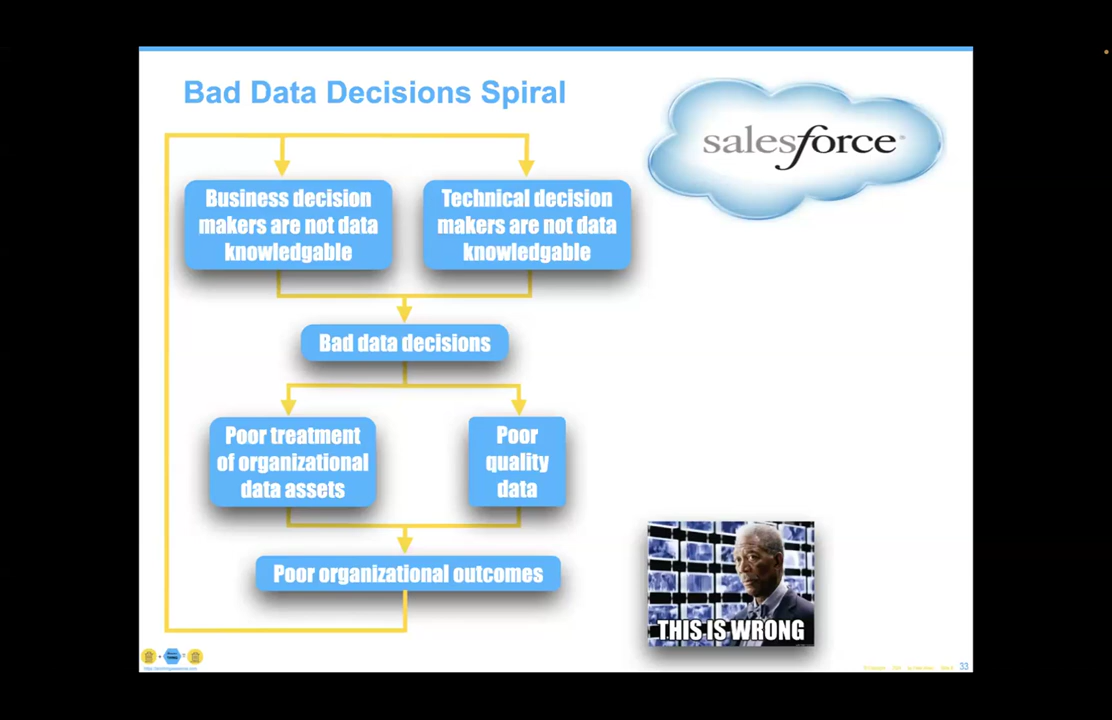 Bad Data Decisions Spiral
salesforce
Business decision
makers are not data
knowledgable
Technical decision
makers are not data
knowledgable
Bad data decisions
Poor treatment
of organizational
data assets
Poor
quality
data
Poor organizational outcomes
THIS IS WRONG
33